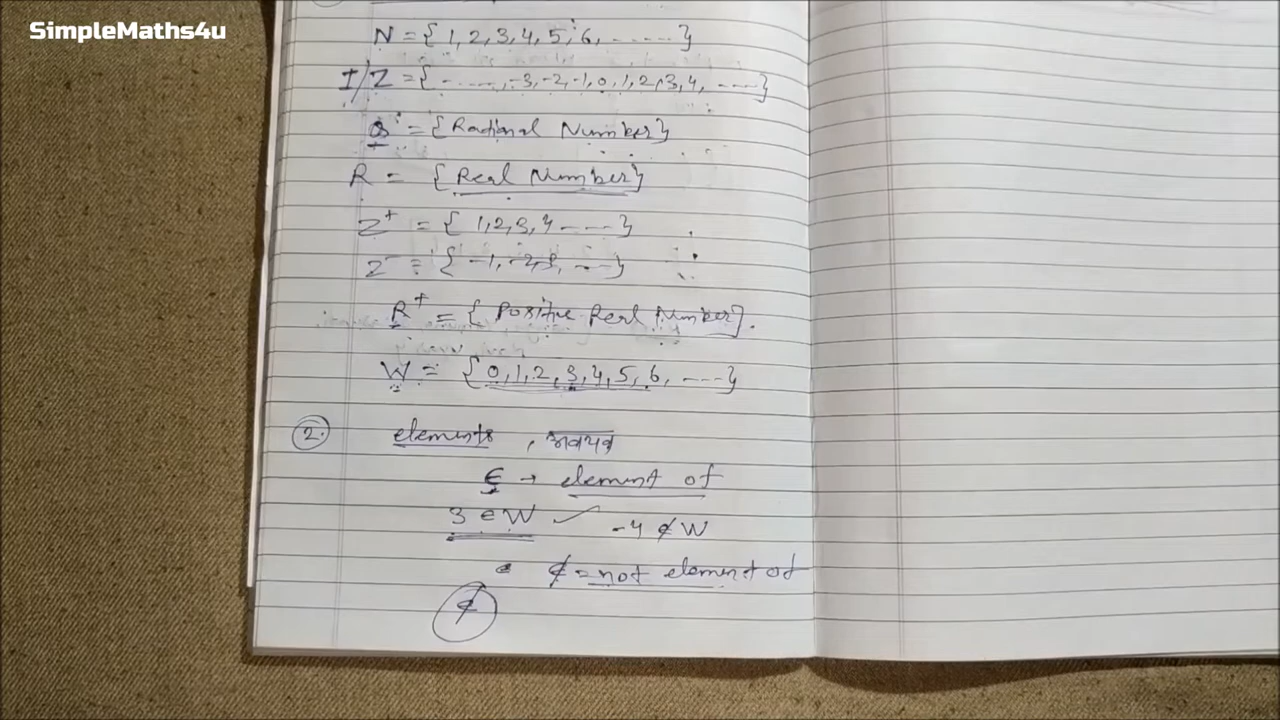 SimpleMaths4u
N = { 1, 2, 3, 4, 5, 6, ...... }
I/Z = { ......, -3, -2, -1, 0, 1, 2, 3, 4, ..... }
Q = { Rational Number }
R = { Real Number }
Z⁺ = { 1, 2, 3, 4 ---- }
Z⁻ = { -1, -2, 3, ---- }
R⁺ = { Positive Real Number }.
W = { 0, 1, 2, 3, 4, 5, 6, ---- }
2. elements, अवयव
∈ → element of
3 ∈ W ✓ -4 ∉ W
∉ = not element of
∉